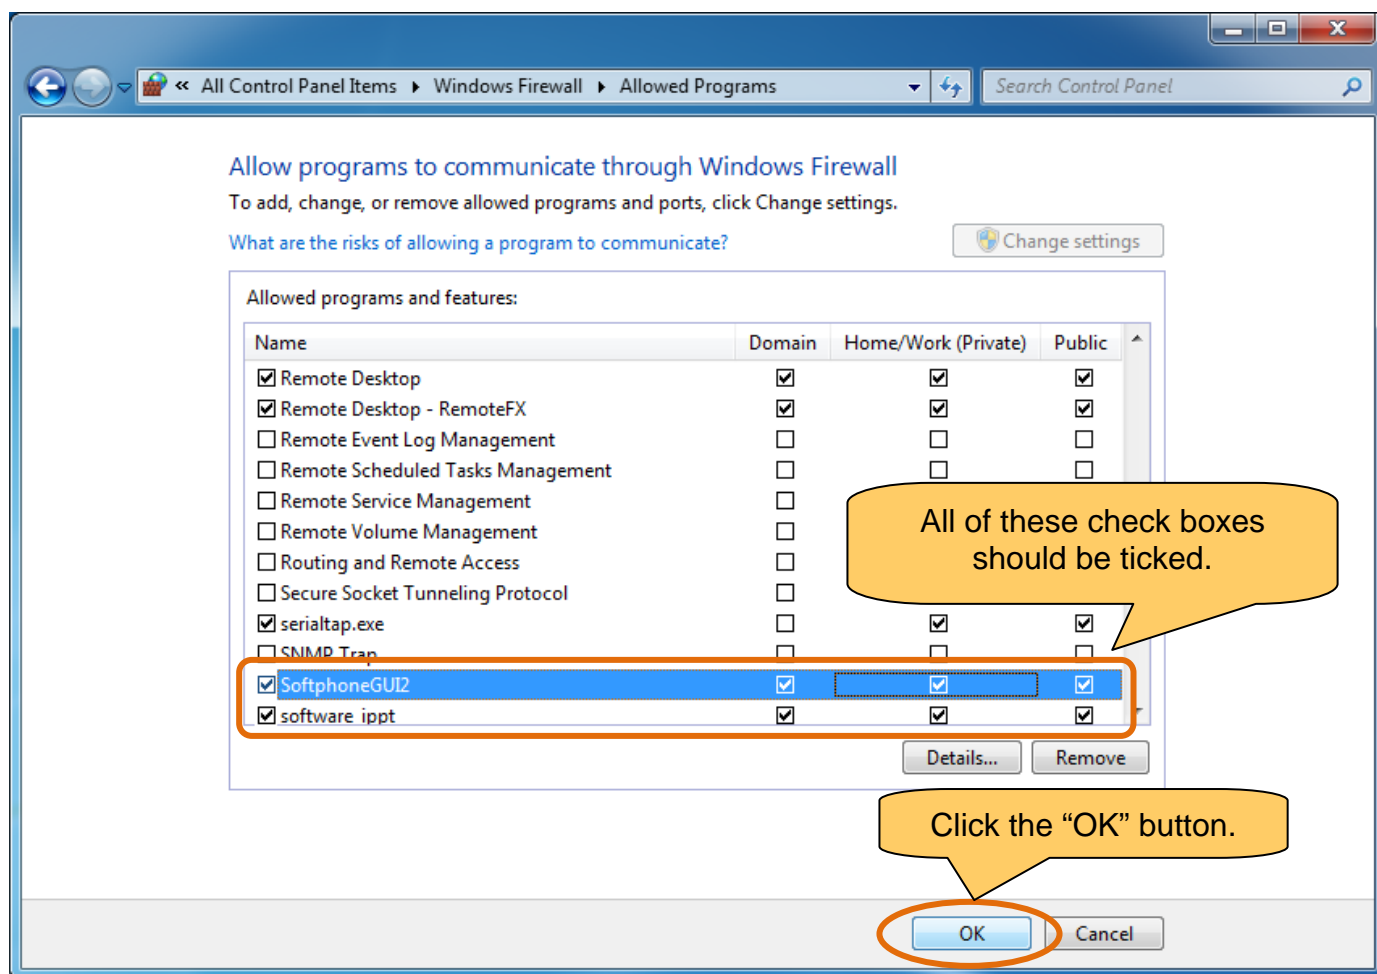 « All Control Panel Items Windows Firewall Allowed Programs Search Control Panel
Allow programs to communicate through Windows Firewall
To add, change, or remove allowed programs and ports, click Change settings.
What are the risks of allowing a program to communicate? Change settings
Allowed programs and features:
Name Domain Home/Work (Private) Public
Remote Desktop
Remote Desktop - RemoteFX
Remote Event Log Management
Remote Scheduled Tasks Management
Remote Service Management
Remote Volume Management
Routing and Remote Access
Secure Socket Tunneling Protocol
All of these check boxes
should be ticked.
serialtap.exe
SNMP Trap
SoftphoneGUI2
software ippt
Details... Remove
Click the “OK” button.
OK Cancel